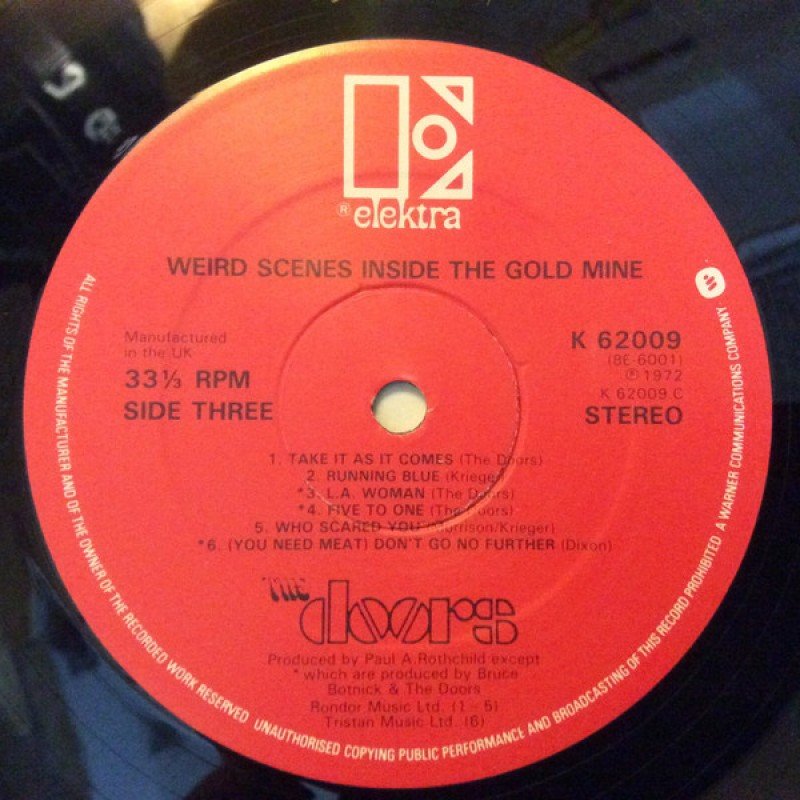 ® elektra
WEIRD SCENES INSIDE THE GOLD MINE
Manufactured
in the UK
33⅓ RPM
SIDE THREE
K 62009
(8E-6001)
℗ 1972
K 62009 C
STEREO
1. TAKE IT AS IT COMES (The Doors)
2. RUNNING BLUE (Krieger)
*3. L.A. WOMAN (The Doors)
*4. FIVE TO ONE (The Doors)
5. WHO SCARED YOU (Morrison/Krieger)
*6. (YOU NEED MEAT) DON'T GO NO FURTHER (Dixon)
THE
doors
Produced by Paul A.Rothchild except
* which are produced by Bruce
Botnick & The Doors
Rondor Music Ltd. (1 - 5)
Tristan Music Ltd. (6)
ALL RIGHTS OF THE MANUFACTURER AND OF THE OWNER OF THE RECORDED WORK RESERVED UNAUTHORISED COPYING PUBLIC PERFORMANCE AND BROADCASTING OF THIS RECORD PROHIBITED A WARNER COMMUNICATIONS COMPANY